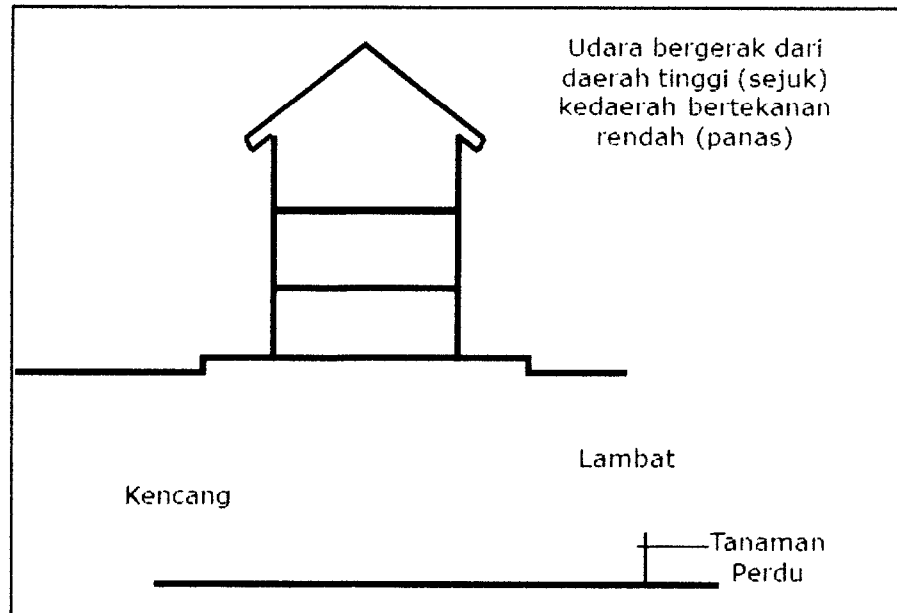 Udara bergerak dari
daerah tinggi (sejuk)
kedaerah bertekanan
rendah (panas)
Lambat
Kencang
Tanaman
Perdu